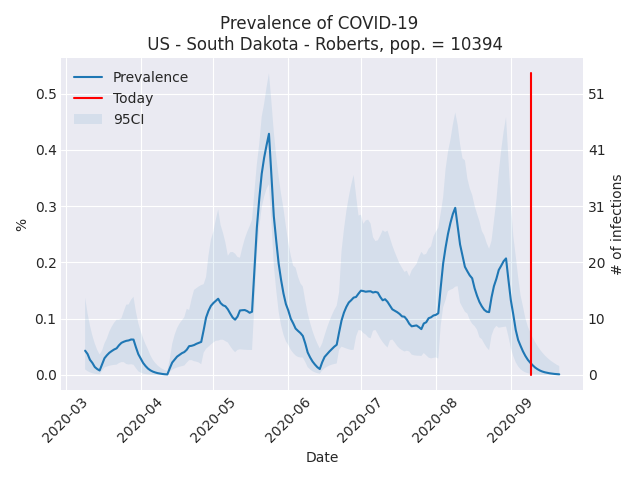 Prevalence of COVID-19
US - South Dakota - Roberts, pop. = 10394
Prevalence
Today
95CI
0.5
0.4
0.3
0.2
0.1
0.0
%
51
41
31
20
10
0
# of infections
2020-03
2020-04
2020-05
2020-06
2020-07
2020-08
2020-09
Date